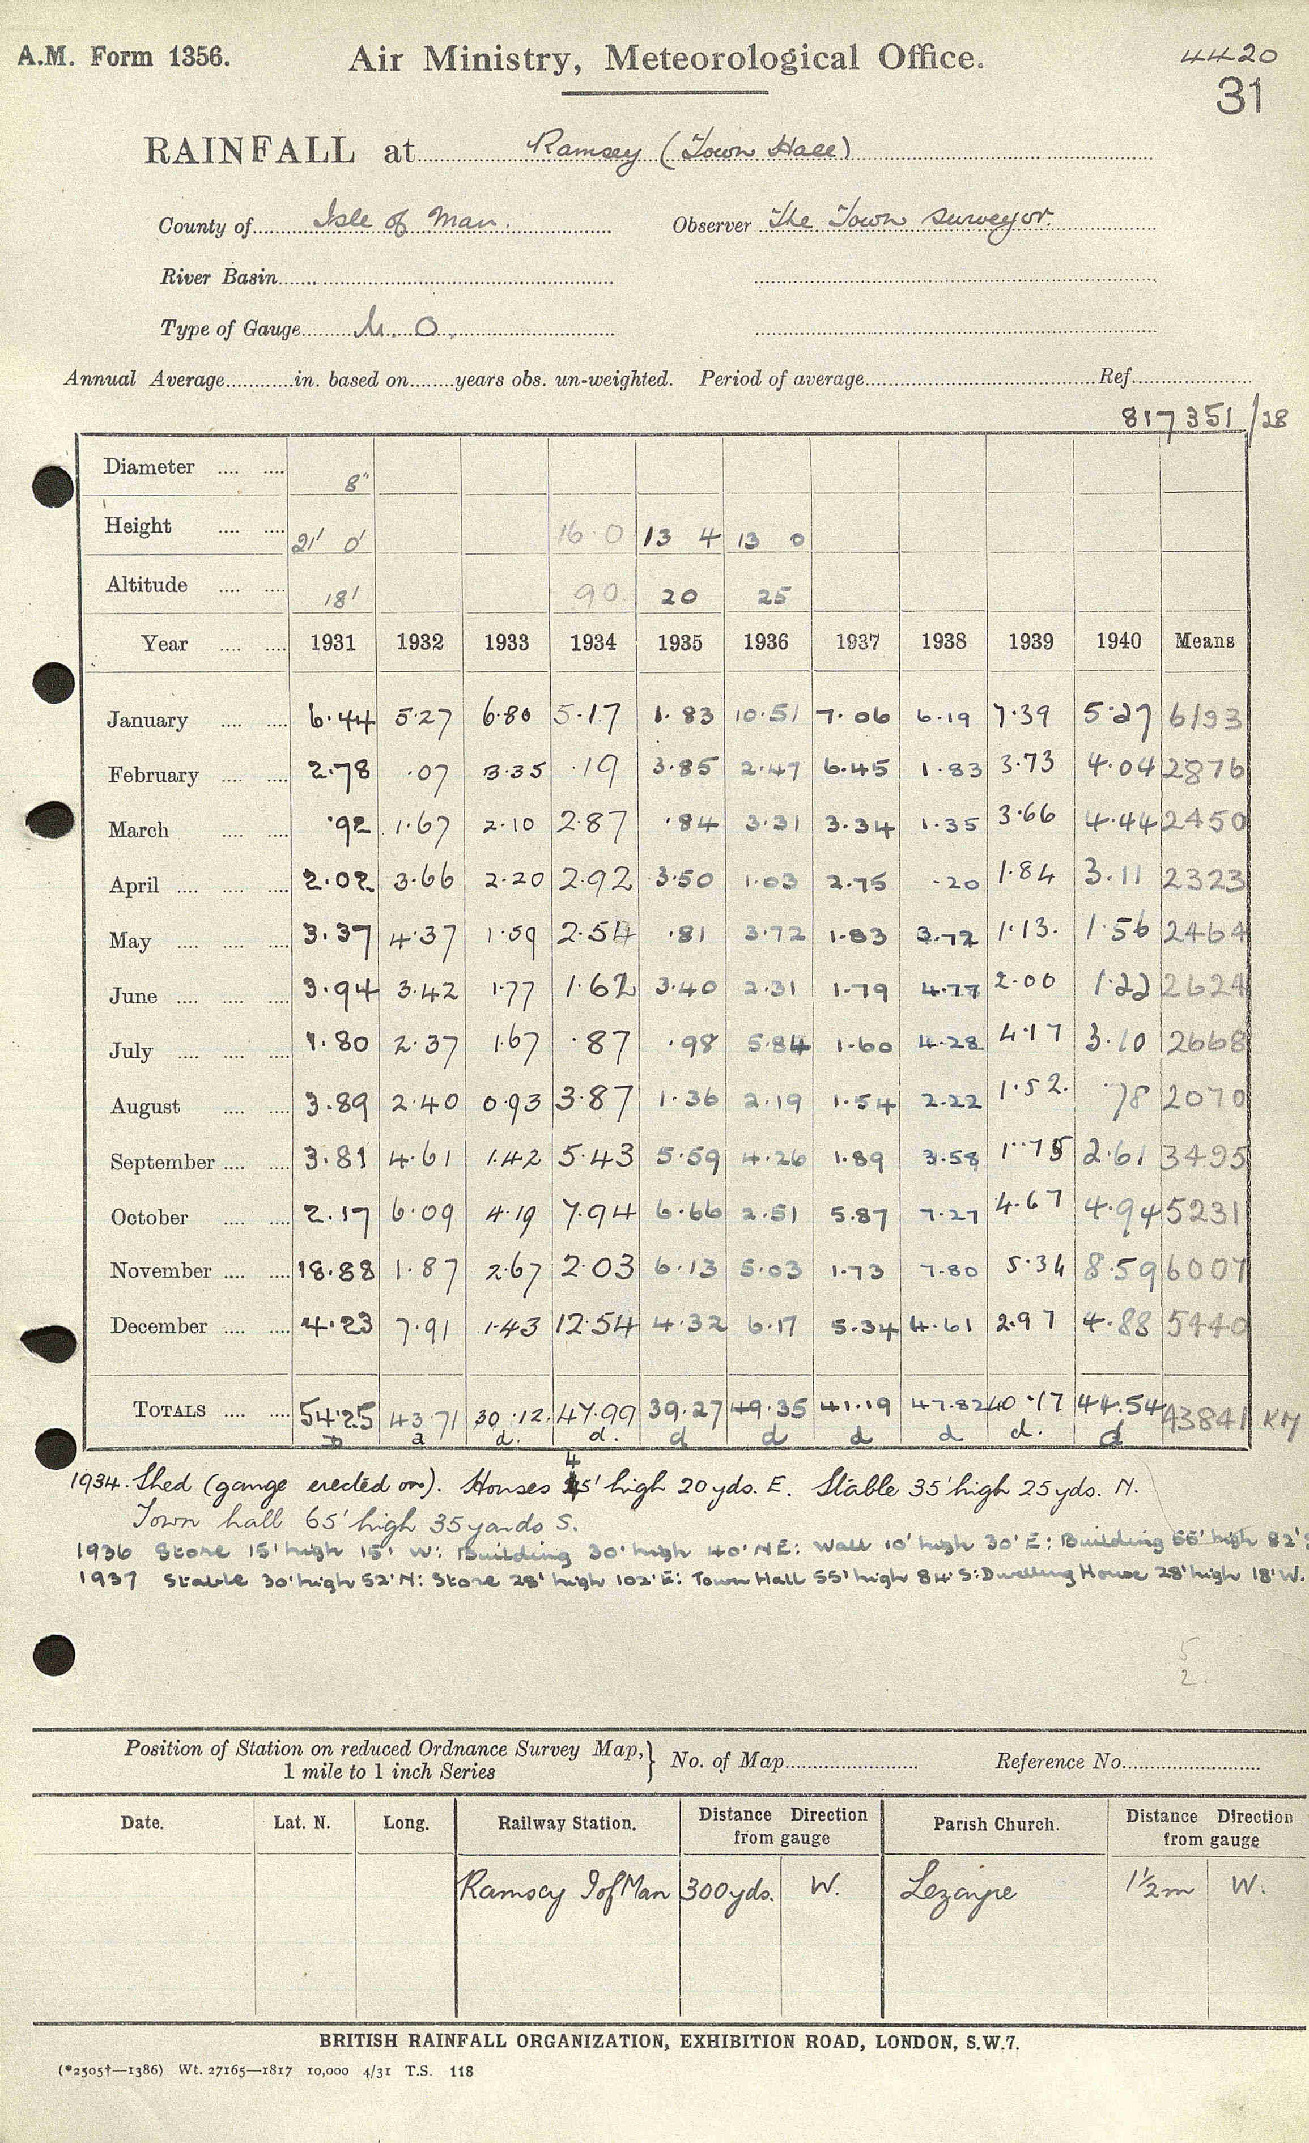 A.M. Form 1356.
Air Ministry, Meteorological Office.
4420
31
RAINFALL at Ramsey (Town Hall)
County of Isle of Man. Observer The Town Surveyor.
River Basin
Type of Gauge M. O.
Annual Average in. based on years obs. un-weighted. Period of average Ref.
817351/28
Diameter 8"
Height 21' 0' 16 0 13 4 13 0
Altitude 18' 90 20 25
Year 1931 1932 1933 1934 1935 1936 1937 1938 1939 1940 Means
January 6.44 5.27 6.80 5.17 1.83 10.51 7.06 6.19 7.39 5.27 6193
February 2.78 .07 3.35 .19 3.85 2.47 6.45 1.83 3.73 4.04 2876
March .92 1.67 2.10 2.87 .84 3.31 3.34 1.35 3.66 4.44 2450
April 2.02 3.66 2.20 2.92 3.50 1.03 2.75 .20 1.84 3.11 2323
May 3.37 4.37 1.59 2.54 .81 3.72 1.83 3.72 1.13. 1.56 2464
June 3.94 3.42 1.77 1.62 3.40 2.31 1.79 4.77 2.00 1.22 2624
July 1.80 2.37 1.67 .87 .98 5.84 1.60 4.28 4.17 3.10 2668
August 3.89 2.40 0.93 3.87 1.36 2.19 1.54 2.22 1.52. .78 2070
September 3.81 4.61 1.42 5.43 5.59 4.26 1.89 3.58 1.75 2.61 3495
October 2.17 6.09 4.19 7.94 6.66 2.51 5.87 7.27 4.67 4.94 5231
November 18.88 1.87 2.67 2.03 6.13 5.03 1.73 7.80 5.34 8.59 6007
December 4.23 7.91 1.43 12.54 4.32 6.17 5.34 4.61 2.97 4.88 5440
TOTALS 54.25 43 71 30.12. 47.99 39.27 49.35 41.19 47.82 40.17 44.54 43841 KM
a d. d. d d d d d. d
1934. Shed (gauge erected on). Houses 45' high 20 yds. E. Stable 35' high 25 yds. N.
Town hall 65' high 35 yards S.
1936 Store 15' high 15' W: Building 30' high 40' NE: Wall 10' high 30' E: Building 55' high 82' S
1937 Stable 30' high 52' N: Store 28' high 102' E: Town Hall 55' high 84' S: Dwelling House 28' high 18' W.
5
2.
Position of Station on reduced Ordnance Survey Map, 1 mile to 1 inch Series } No. of Map Reference No.
Date. Lat. N. Long. Railway Station. Distance Direction from gauge Parish Church. Distance Direction from gauge
Ramsey I of Man 300 yds. W. Lezayre 1½ m W.
BRITISH RAINFALL ORGANIZATION, EXHIBITION ROAD, LONDON, S.W.7.
(*2505†—1386) Wt. 27165—1817 10,000 4/31 T.S. 118